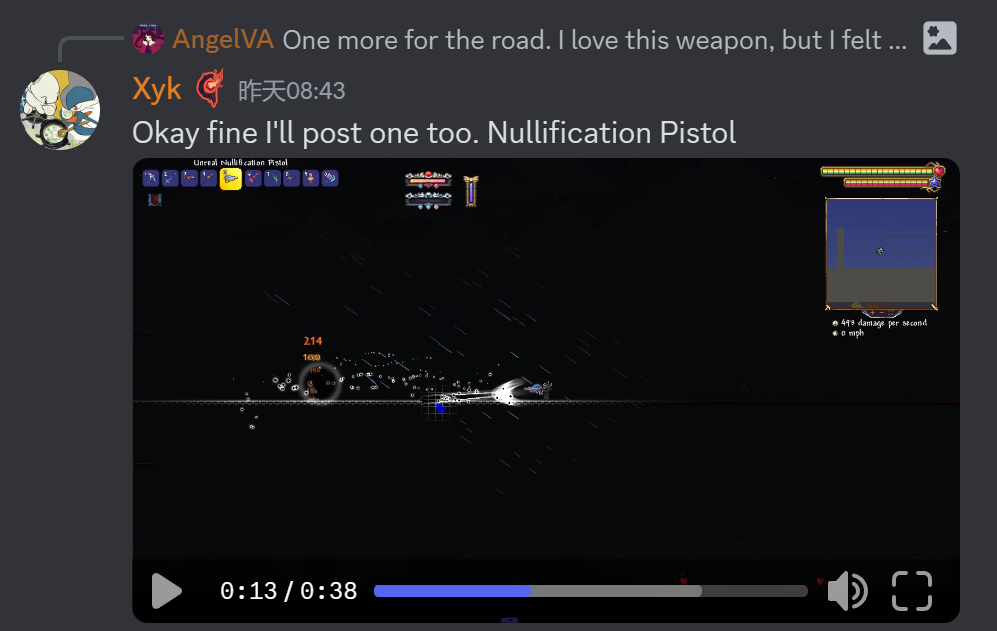 AngelVA One more for the road. I love this weapon, but I felt ...
Xyk 昨天08:43
Okay fine I'll post one too. Nullification Pistol
Unreal Nullification Pistol
214
493 damage per second
0 mph
0:13/0:38